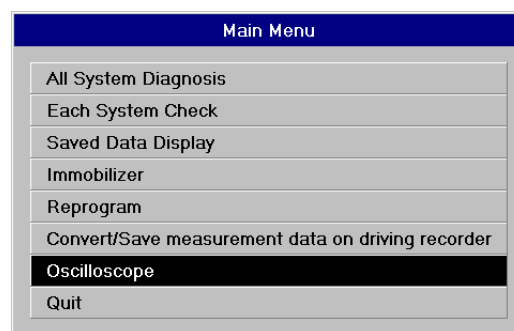 Main Menu
All System Diagnosis
Each System Check
Saved Data Display
Immobilizer
Reprogram
Convert/Save measurement data on driving recorder
Oscilloscope
Quit